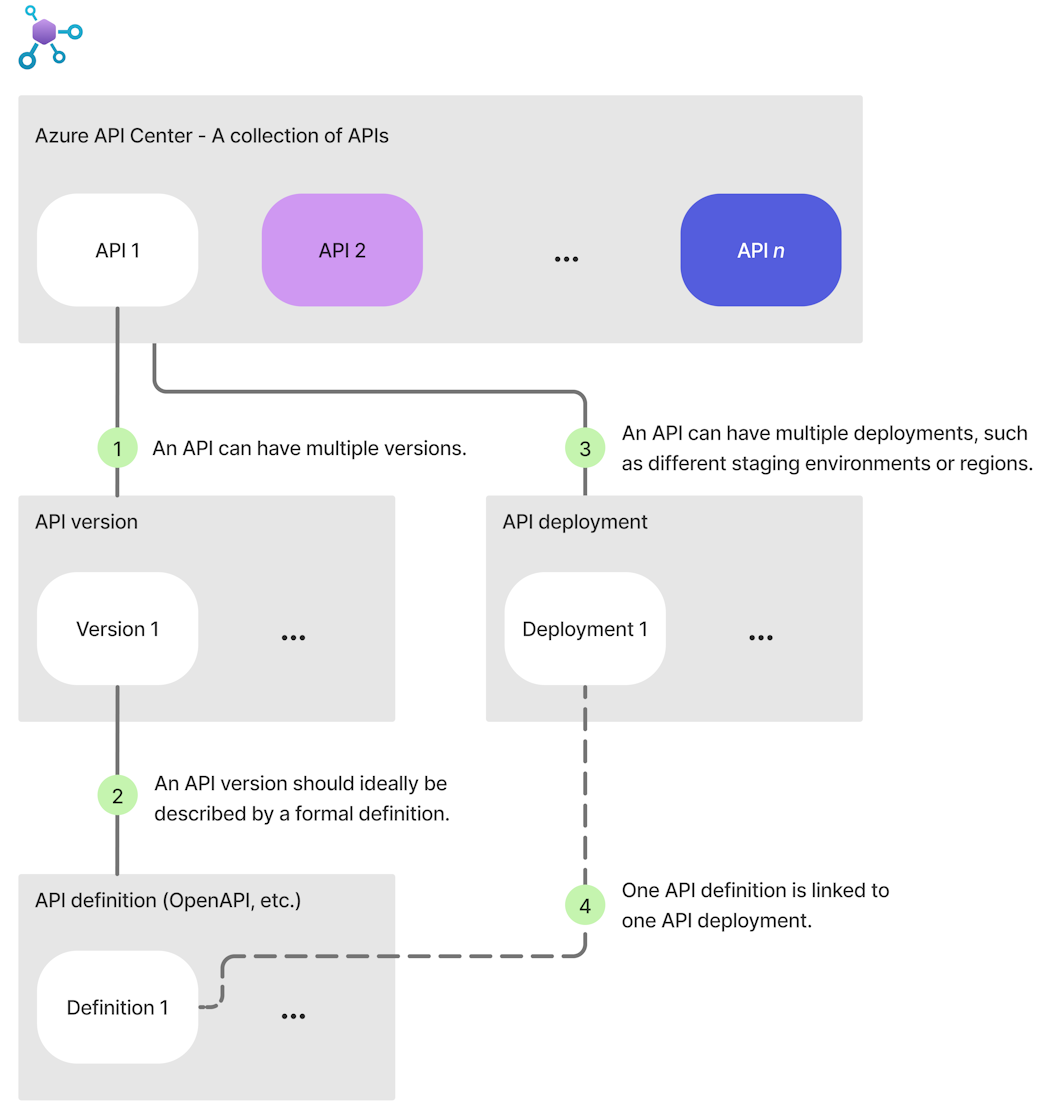 Azure API Center - A collection of APIs
API 1
API 2
...
API n
1
An API can have multiple versions.
3
An API can have multiple deployments, such
as different staging environments or regions.
API version
Version 1
...
API deployment
Deployment 1
...
2
An API version should ideally be
described by a formal definition.
API definition (OpenAPI, etc.)
Definition 1
...
4
One API definition is linked to
one API deployment.